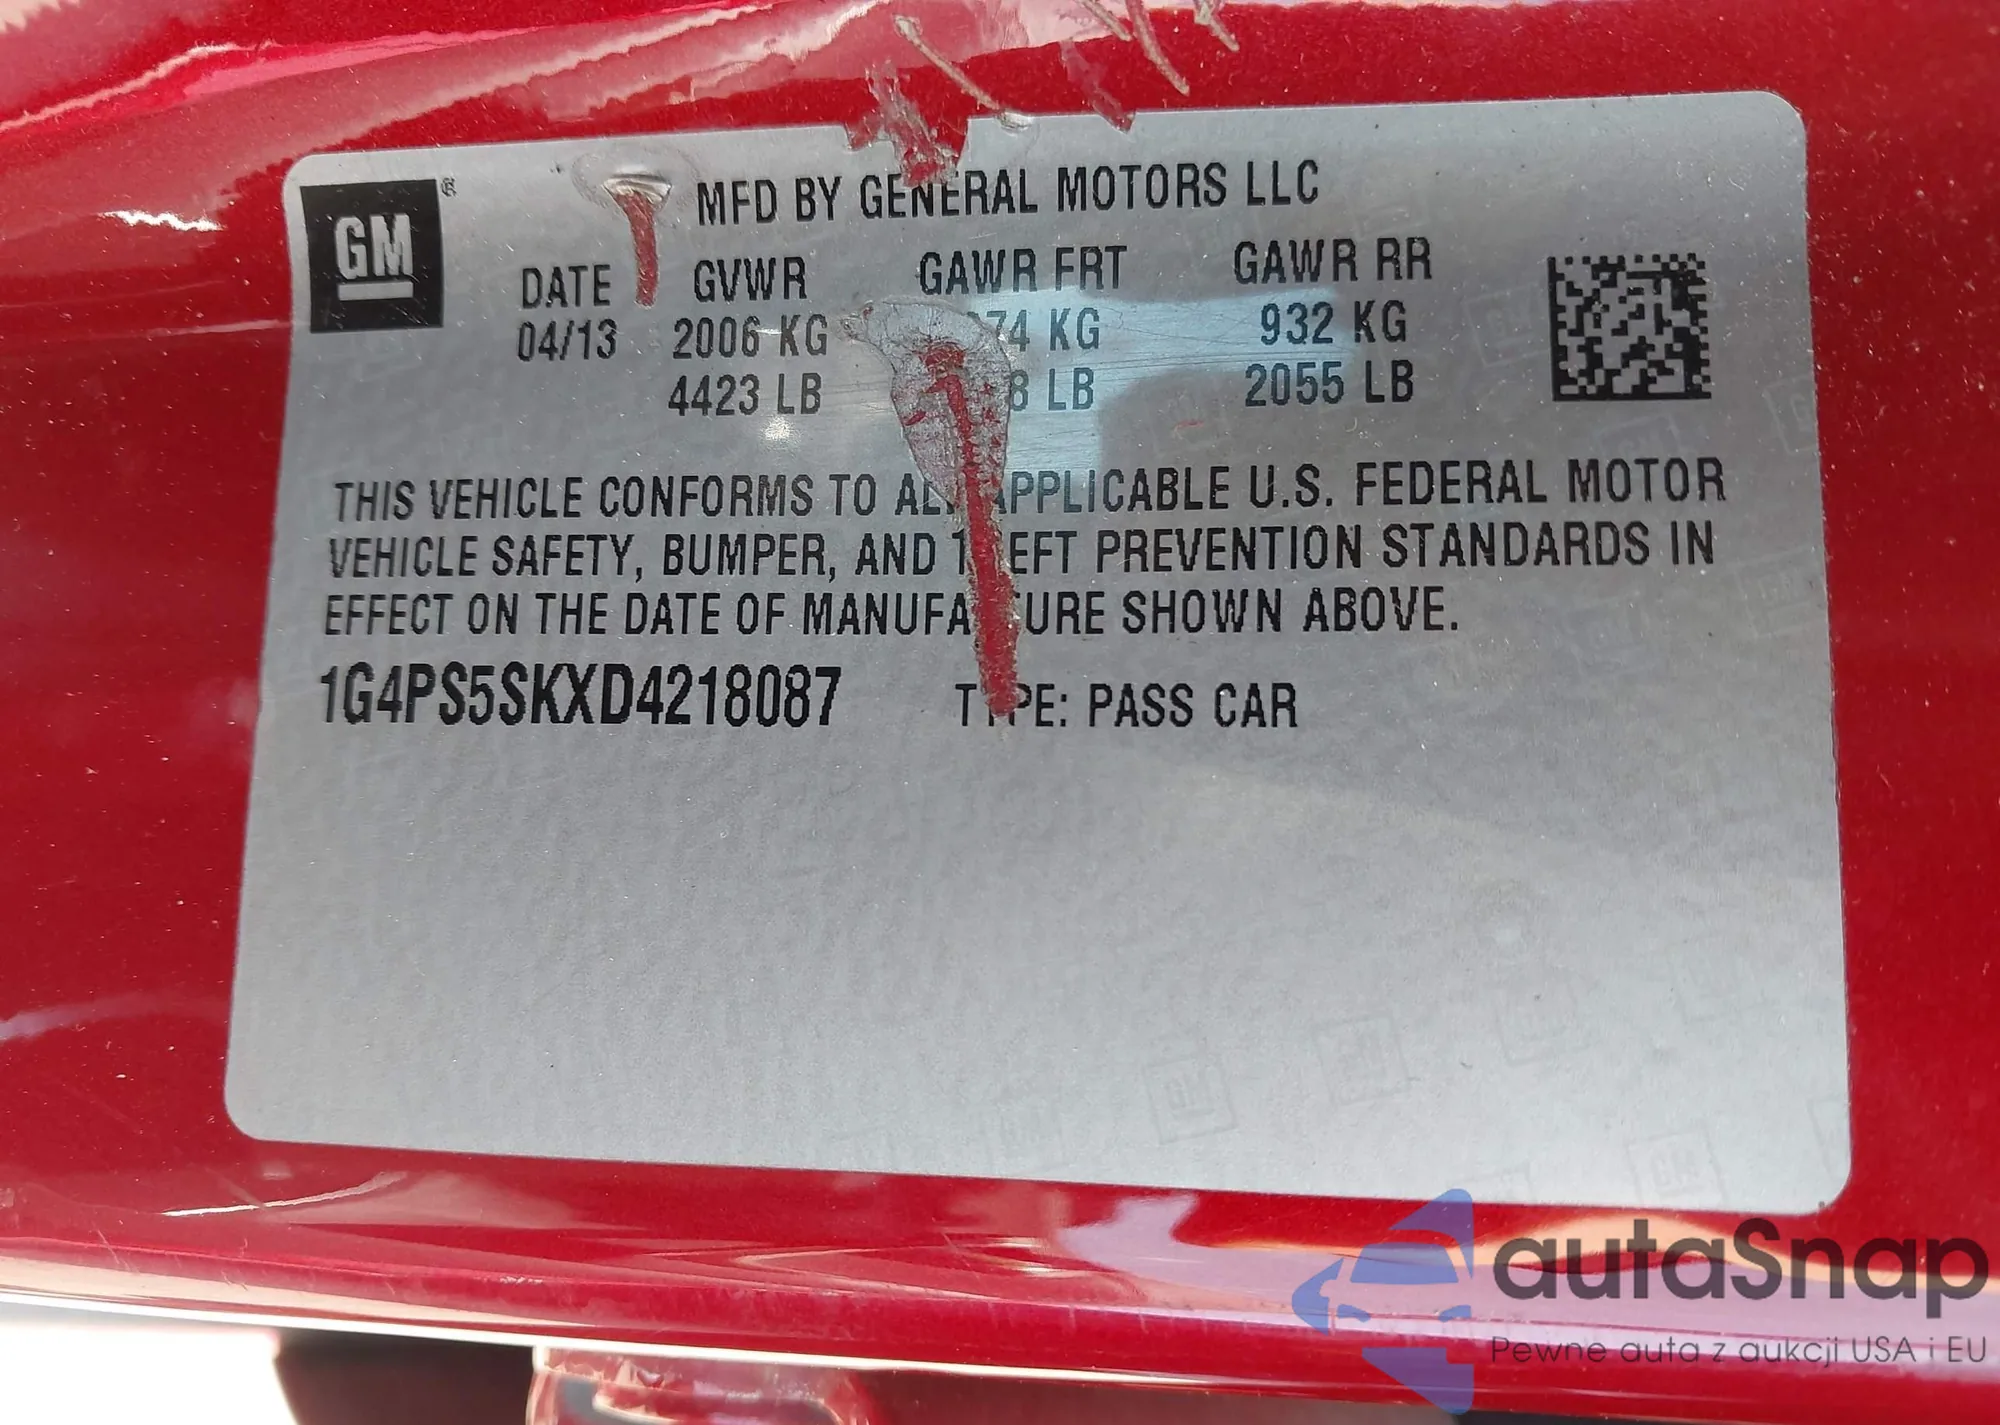 GM®
MFD BY GENERAL MOTORS LLC
DATE GVWR GAWR FRT GAWR RR
04/13 2006 KG KG 932 KG
4423 LB LB 2055 LB
THIS VEHICLE CONFORMS TO ALL APPLICABLE U.S. FEDERAL MOTOR
VEHICLE SAFETY, BUMPER, AND THEFT PREVENTION STANDARDS IN
EFFECT ON THE DATE OF MANUFACTURE SHOWN ABOVE.
1G4PS5SKXD4218087 TYPE: PASS CAR
autaSnap
Pewne auta z aukcji USA i EU